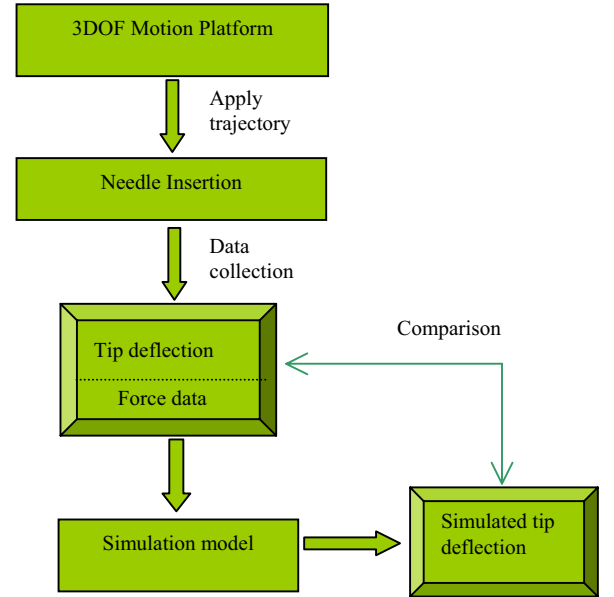 3DOF Motion Platform
Apply
trajectory
Needle Insertion
Data
collection
Tip deflection
Force data
Comparison
Simulation model
Simulated tip
deflection